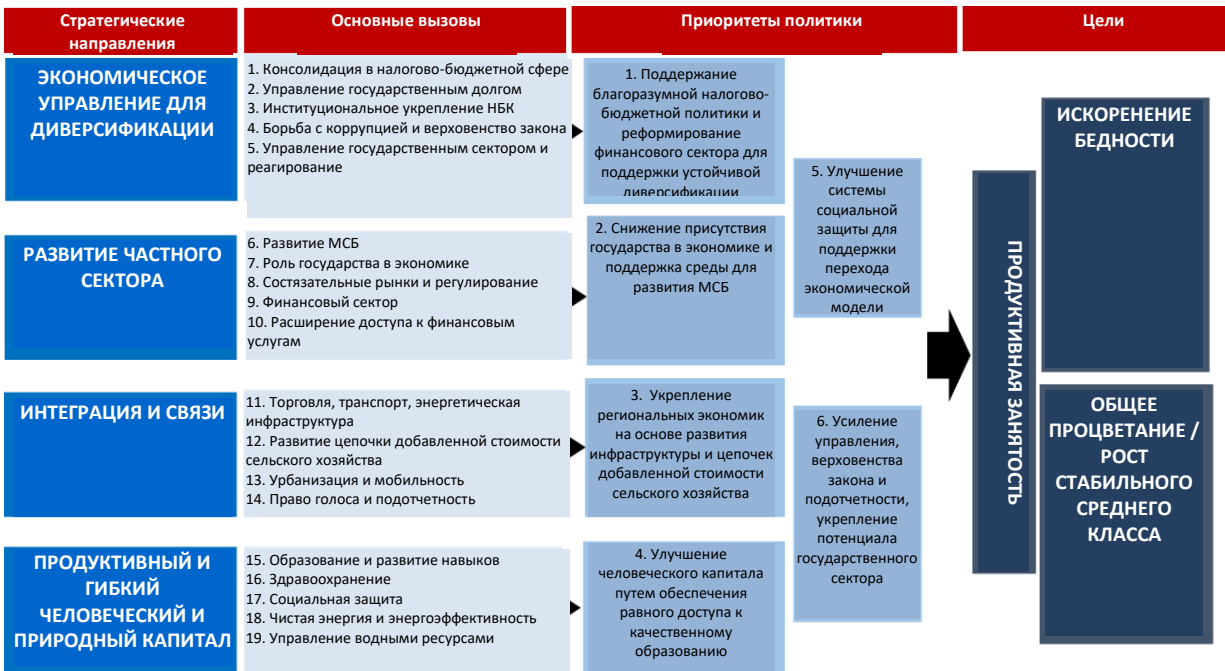 Стратегические
направления
Основные вызовы
Приоритеты политики
Цели
ЭКОНОМИЧЕСКОЕ
УПРАВЛЕНИЕ ДЛЯ
ДИВЕРСИФИКАЦИИ
1. Консолидация в налогово-бюджетной сфере
2. Управление государственным долгом
3. Институциональное укрепление НБК
4. Борьба с коррупцией и верховенство закона
5. Управление государственным сектором и
реагирование
1. Поддержание
благоразумной налогово-
бюджетной политики и
реформирование
финансового сектора для
поддержки устойчивой
диверсификации
РАЗВИТИЕ ЧАСТНОГО
СЕКТОРА
6. Развитие МСБ
7. Роль государства в экономике
8. Состязательные рынки и регулирование
9. Финансовый сектор
10. Расширение доступа к финансовым
услугам
2. Снижение присутствия
государства в экономике и
поддержка среды для
развития МСБ
5. Улучшение
системы
социальной
защиты для
поддержки
перехода
экономической
модели
ИНТЕГРАЦИЯ И СВЯЗИ
11. Торговля, транспорт, энергетическая
инфраструктура
12. Развитие цепочки добавленной стоимости
сельского хозяйства
13. Урбанизация и мобильность
14. Право голоса и подотчетность
3. Укрепление
региональных экономик
на основе развития
инфраструктуры и цепочек
добавленной стоимости
сельского хозяйства
6. Усиление
управления,
верховенства
закона и
подотчетности,
укрепление
потенциала
государственного
сектора
ПРОДУКТИВНЫЙ И
ГИБКИЙ
ЧЕЛОВЕЧЕСКИЙ И
ПРИРОДНЫЙ КАПИТАЛ
15. Образование и развитие навыков
16. Здравоохранение
17. Социальная защита
18. Чистая энергия и энергоэффективность
19. Управление водными ресурсами
4. Улучшение
человеческого капитала
путем обеспечения
равного доступа к
качественному
образованию
ПРОДУКТИВНАЯ ЗАНЯТОСТЬ
ИСКОРЕНЕНИЕ
БЕДНОСТИ
ОБЩЕЕ
ПРОЦВЕТАНИЕ /
РОСТ
СТАБИЛЬНОГО
СРЕДНЕГО
КЛАССА